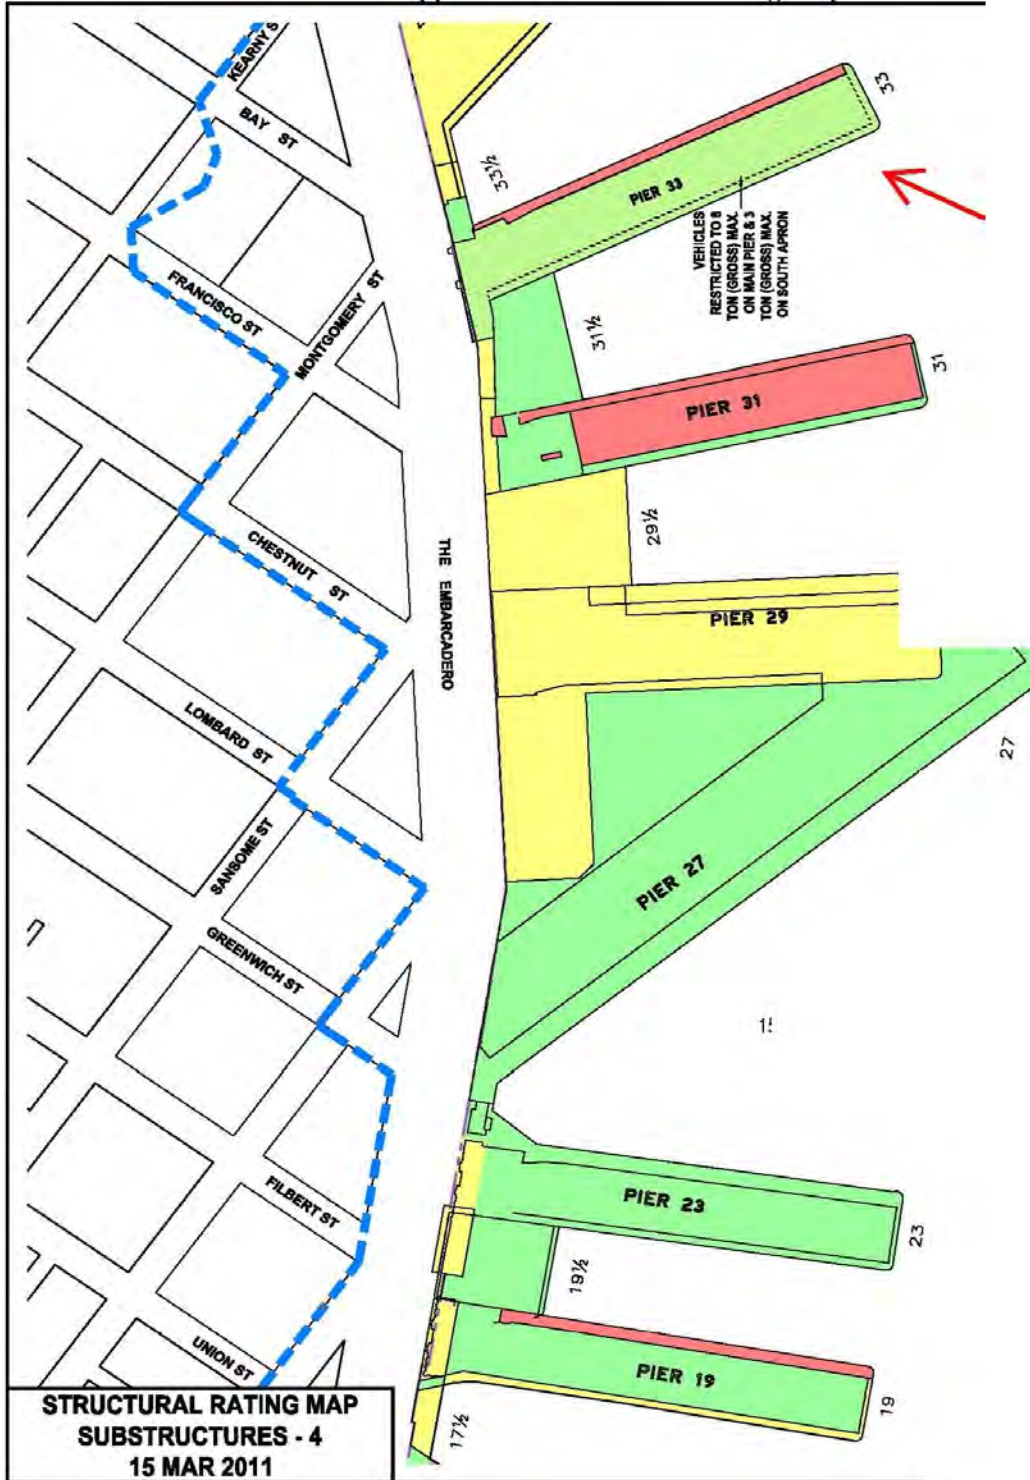 KEARNY S
BAY ST
33
33½
PIER 33
VEHICLES
RESTRICTED TO 8
TON (GROSS) MAX.
ON MAIN PIER & 3
TON (GROSS) MAX.
ON SOUTH APRON
FRANCISCO ST
MONTGOMERY ST
31½
31
PIER 31
CHESTNUT ST
THE EMBARCADERO
29½
PIER 29
LOMBARD ST
27
SANSOME ST
PIER 27
GREENWICH ST
15
FILBERT ST
PIER 23
23
19½
UNION ST
PIER 19
19
17½
STRUCTURAL RATING MAP
SUBSTRUCTURES - 4
15 MAR 2011